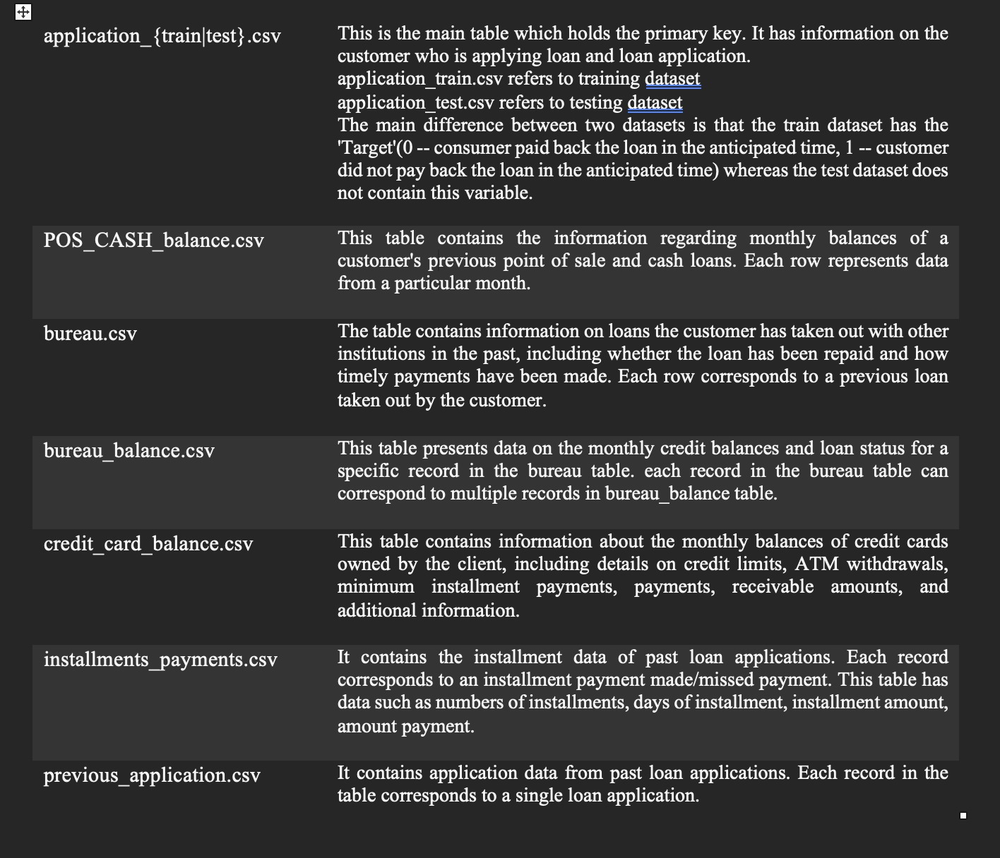 application_{train|test}.csv
This is the main table which holds the primary key. It has information on the
customer who is applying loan and loan application.
application_train.csv refers to training dataset
application_test.csv refers to testing dataset
The main difference between two datasets is that the train dataset has the
'Target'(0 -- consumer paid back the loan in the anticipated time, 1 -- customer
did not pay back the loan in the anticipated time) whereas the test dataset does
not contain this variable.
POS_CASH_balance.csv
This table contains the information regarding monthly balances of a
customer's previous point of sale and cash loans. Each row represents data
from a particular month.
bureau.csv
The table contains information on loans the customer has taken out with other
institutions in the past, including whether the loan has been repaid and how
timely payments have been made. Each row corresponds to a previous loan
taken out by the customer.
bureau_balance.csv
This table presents data on the monthly credit balances and loan status for a
specific record in the bureau table. each record in the bureau table can
correspond to multiple records in bureau_balance table.
credit_card_balance.csv
This table contains information about the monthly balances of credit cards
owned by the client, including details on credit limits, ATM withdrawals,
minimum installment payments, payments, receivable amounts, and
additional information.
installments_payments.csv
It contains the installment data of past loan applications. Each record
corresponds to an installment payment made/missed payment. This table has
data such as numbers of installments, days of installment, installment amount,
amount payment.
previous_application.csv
It contains application data from past loan applications. Each record in the
table corresponds to a single loan application.